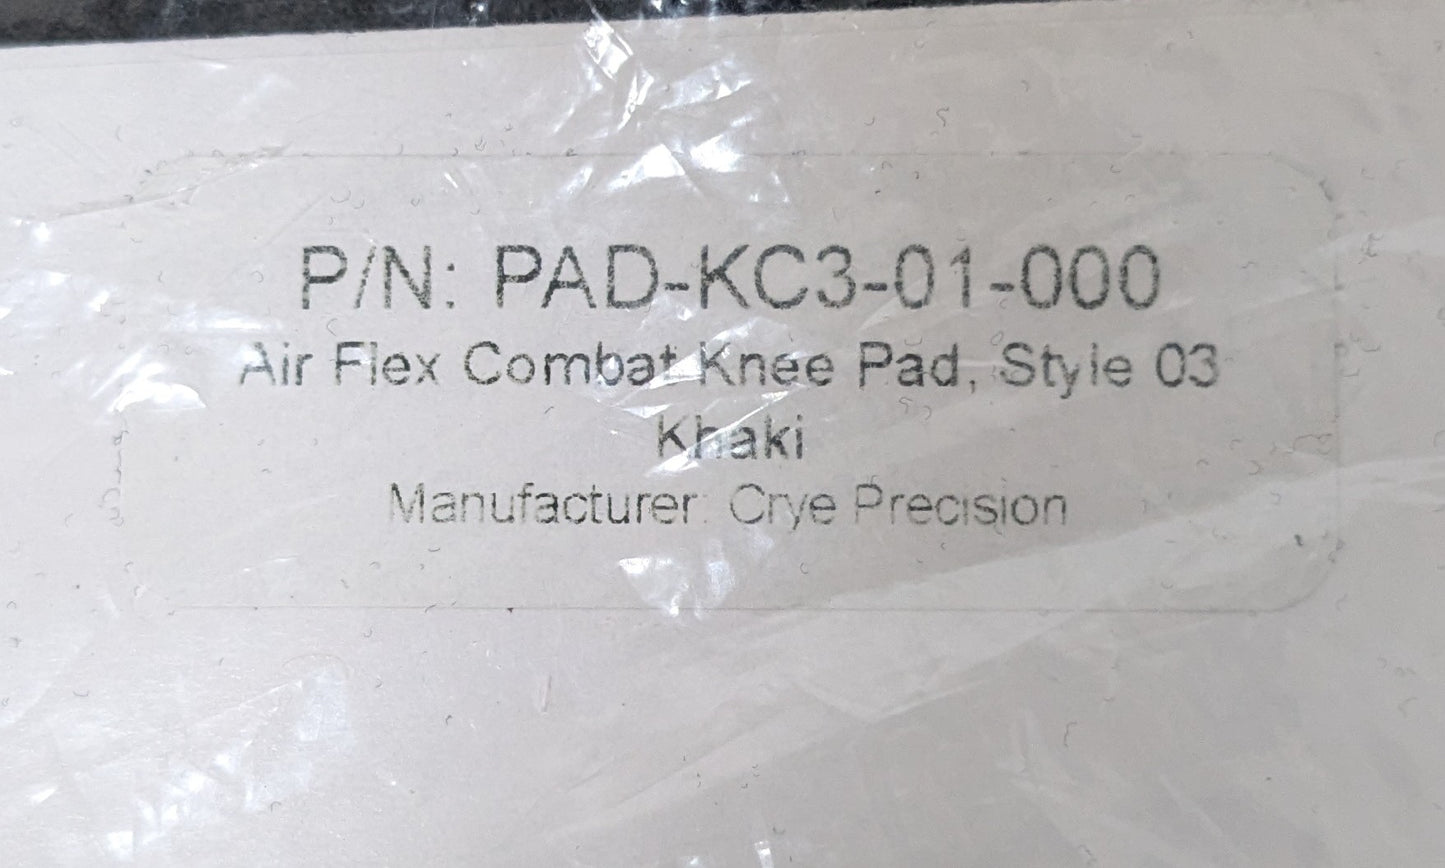 P/N: PAD-KC3-01-000
Air Flex Combat Knee Pad, Style 03
Khaki
Manufacturer: Crye Precision